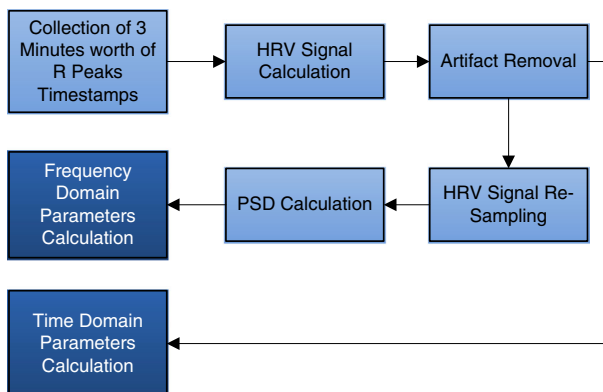 Collection of 3
Minutes worth of
R Peaks
Timestamps
HRV Signal
Calculation
Artifact Removal
Frequency
Domain
Parameters
Calculation
PSD Calculation
HRV Signal Re-
Sampling
Time Domain
Parameters
Calculation